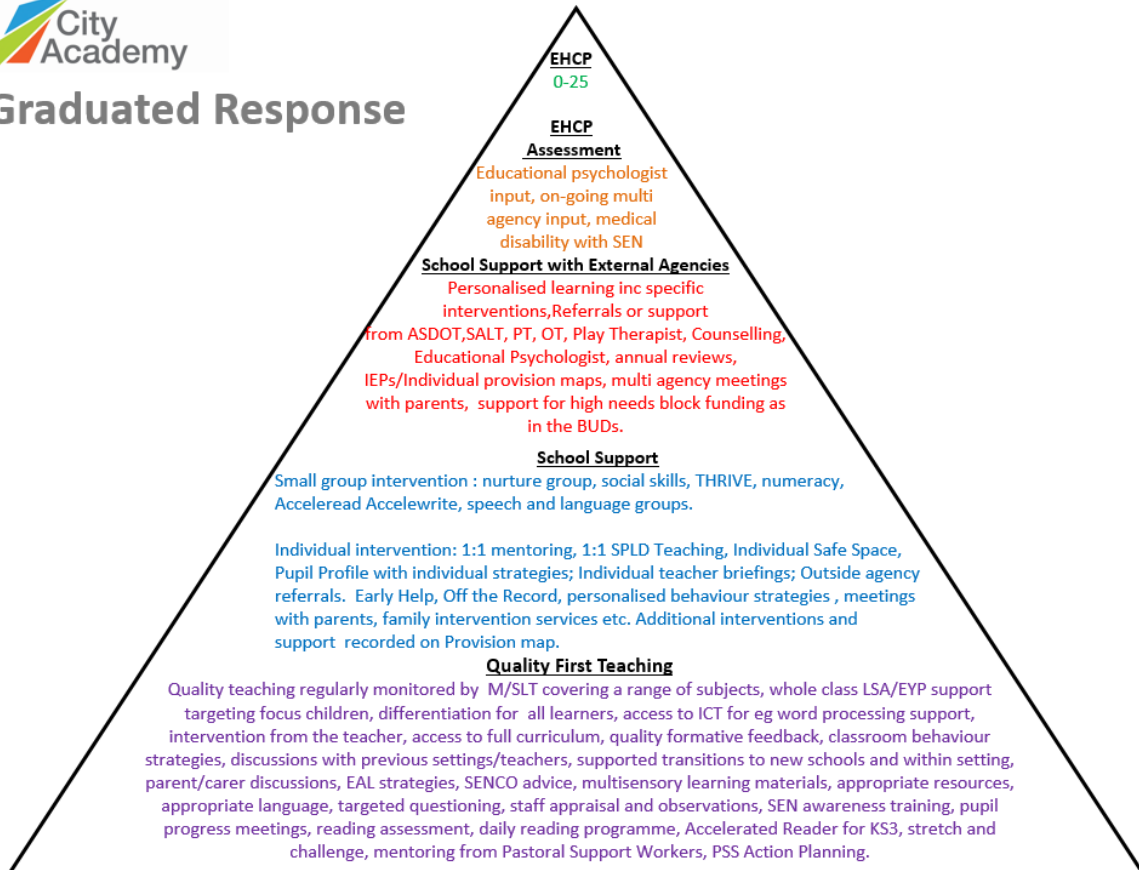 City
Academy
Graduated Response
EHCP
0-25
EHCP
Assessment
Educational psychologist
input, on-going multi
agency input, medical
disability with SEN
School Support with External Agencies
Personalised learning inc specific
interventions,Referrals or support
from ASDOT,SALT, PT, OT, Play Therapist, Counselling,
Educational Psychologist, annual reviews,
IEPs/Individual provision maps, multi agency meetings
with parents,  support for high needs block funding as
in the BUDs.
School Support
Small group intervention : nurture group, social skills, THRIVE, numeracy,
Acceleread Accelewrite, speech and language groups.
Individual intervention: 1:1 mentoring, 1:1 SPLD Teaching, Individual Safe Space,
Pupil Profile with individual strategies; Individual teacher briefings; Outside agency
referrals.  Early Help, Off the Record, personalised behaviour strategies , meetings
with parents, family intervention services etc. Additional interventions and
support  recorded on Provision map.
Quality First Teaching
Quality teaching regularly monitored by  M/SLT covering a range of subjects, whole class LSA/EYP support
targeting focus children, differentiation for  all learners, access to ICT for eg word processing support,
intervention from the teacher, access to full curriculum, quality formative feedback, classroom behaviour
strategies, discussions with previous settings/teachers, supported transitions to new schools and within setting,
parent/carer discussions, EAL strategies, SENCO advice, multisensory learning materials, appropriate resources,
appropriate language, targeted questioning, staff appraisal and observations, SEN awareness training, pupil
progress meetings, reading assessment, daily reading programme, Accelerated Reader for KS3, stretch and
challenge, mentoring from Pastoral Support Workers, PSS Action Planning.